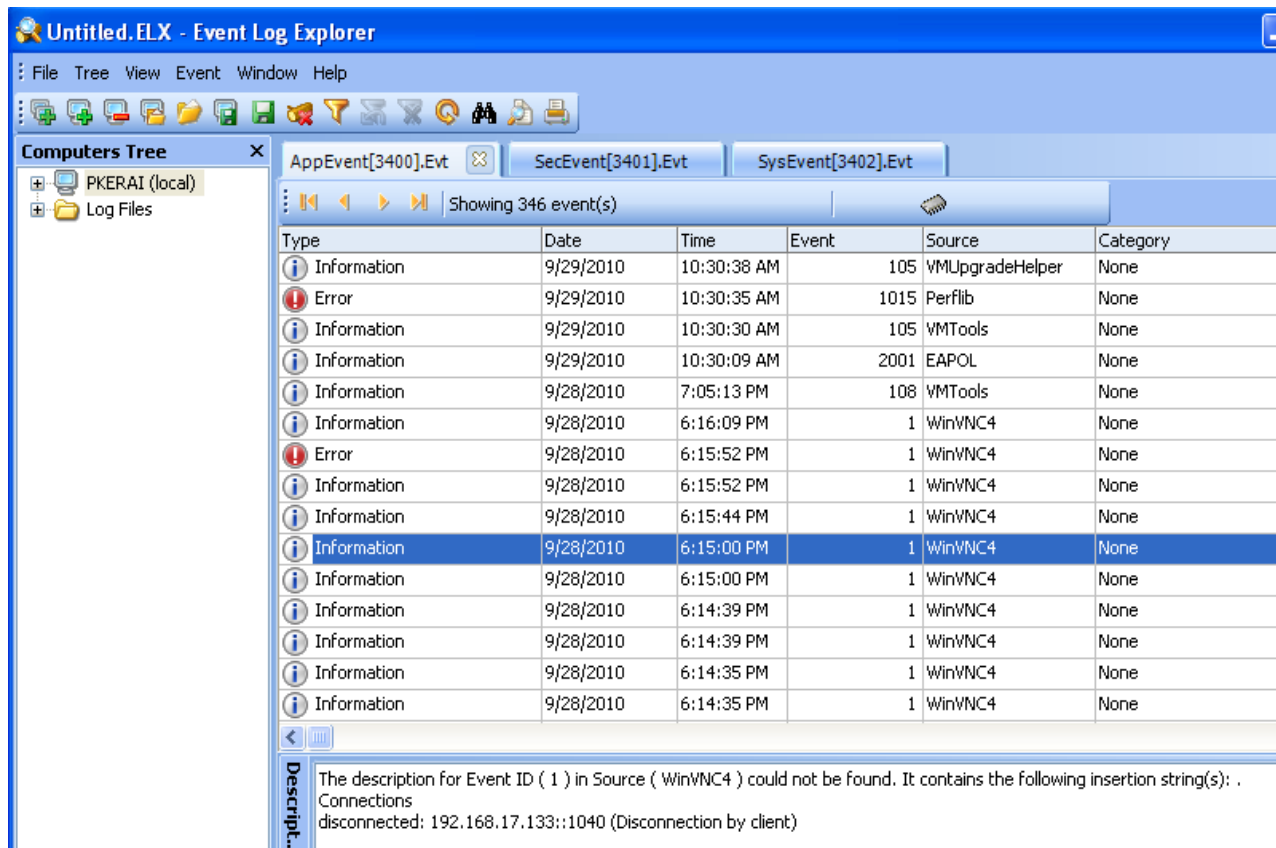 Untitled.ELX - Event Log Explorer
File Tree View Event Window Help
Computers Tree
PKERAI (local)
Log Files
AppEvent[3400].Evt SecEvent[3401].Evt SysEvent[3402].Evt
Showing 346 event(s)
Type Date Time Event Source Category
Information 9/29/2010 10:30:38 AM 105 VMUpgradeHelper None
Error 9/29/2010 10:30:35 AM 1015 Perflib None
Information 9/29/2010 10:30:30 AM 105 VMTools None
Information 9/29/2010 10:30:09 AM 2001 EAPOL None
Information 9/28/2010 7:05:13 PM 108 VMTools None
Information 9/28/2010 6:16:09 PM 1 WinVNC4 None
Error 9/28/2010 6:15:52 PM 1 WinVNC4 None
Information 9/28/2010 6:15:52 PM 1 WinVNC4 None
Information 9/28/2010 6:15:44 PM 1 WinVNC4 None
Information 9/28/2010 6:15:00 PM 1 WinVNC4 None
Information 9/28/2010 6:15:00 PM 1 WinVNC4 None
Information 9/28/2010 6:14:39 PM 1 WinVNC4 None
Information 9/28/2010 6:14:39 PM 1 WinVNC4 None
Information 9/28/2010 6:14:35 PM 1 WinVNC4 None
Information 9/28/2010 6:14:35 PM 1 WinVNC4 None
Descript...
The description for Event ID ( 1 ) in Source ( WinVNC4 ) could not be found. It contains the following insertion string(s): .
Connections
disconnected: 192.168.17.133::1040 (Disconnection by client)